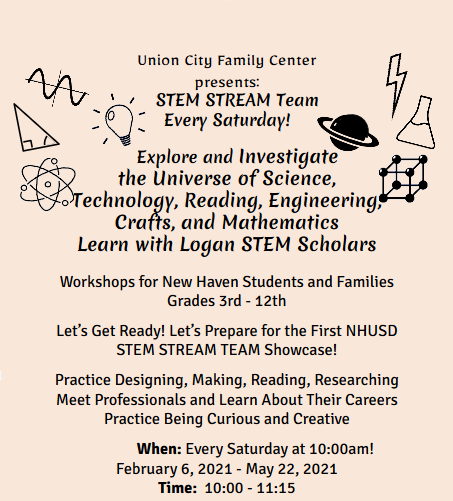 Union City Family Center
presents:
STEM STREAM Team
Every Saturday!
Explore and Investigate
the Universe of Science,
Technology, Reading, Engineering,
Crafts, and Mathematics
Learn with Logan STEM Scholars
Workshops for New Haven Students and Families
Grades 3rd - 12th
Let's Get Ready! Let's Prepare for the First NHUSD
STEM STREAM TEAM Showcase!
Practice Designing, Making, Reading, Researching
Meet Professionals and Learn About Their Careers
Practice Being Curious and Creative
When: Every Saturday at 10:00am!
February 6, 2021 - May 22, 2021
Time: 10:00 - 11:15